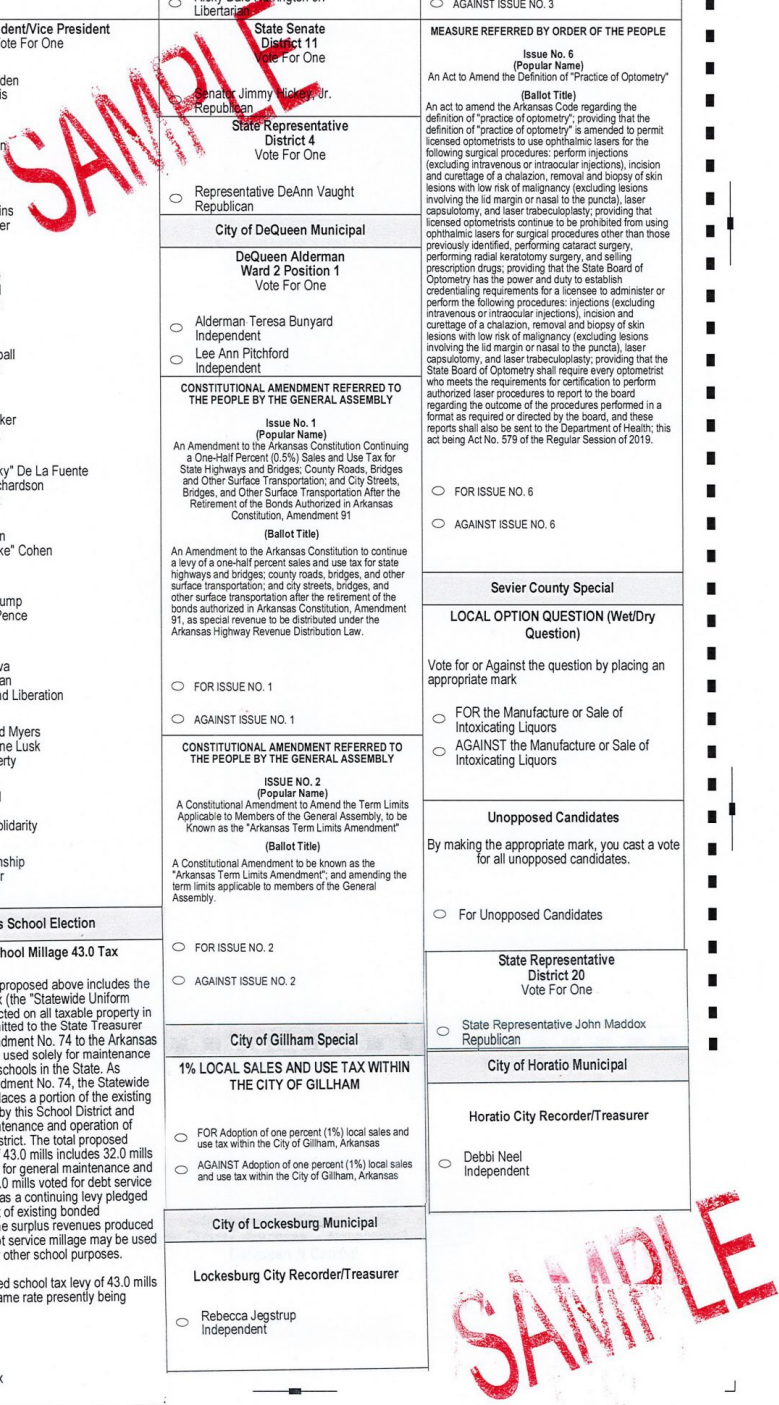 dent/Vice President
ote For One
den
is
ins
er
ball
ker
ky" De La Fuente
chardson
n
ke" Cohen
ump
Pence
va
an
nd Liberation
d Myers
ne Lusk
erty
olidarity
nship
r
s School Election
hool Millage 43.0 Tax
proposed above includes the
x (the "Statewide Uniform
cted on all taxable property in
itted to the State Treasurer
dment No. 74 to the Arkansas
used solely for maintenance
schools in the State. As
dment No. 74, the Statewide
laces a portion of the existing
by this School District and
ntenance and operation of
strict. The total proposed
f 43.0 mills includes 32.0 mills
for general maintenance and
.0 mills voted for debt service
as a continuing levy pledged
t of existing bonded
he surplus revenues produced
bt service millage may be used
other school purposes.
ed school tax levy of 43.0 mills
ame rate presently being
x
SAMPLE
Libertarian
State Senate
District 11
Vote For One
Senator Jimmy Hickey, Jr.
Republican
State Representative
District 4
Vote For One
Representative DeAnn Vaught
Republican
City of DeQueen Municipal
DeQueen Alderman
Ward 2 Position 1
Vote For One
Alderman Teresa Bunyard
Independent
Lee Ann Pitchford
Independent
CONSTITUTIONAL AMENDMENT REFERRED TO
THE PEOPLE BY THE GENERAL ASSEMBLY
Issue No. 1
(Popular Name)
An Amendment to the Arkansas Constitution Continuing
a One-Half Percent (0.5%) Sales and Use Tax for
State Highways and Bridges; County Roads, Bridges
and Other Surface Transportation; and City Streets,
Bridges, and Other Surface Transportation After the
Retirement of the Bonds Authorized in Arkansas
Constitution, Amendment 91
(Ballot Title)
An Amendment to the Arkansas Constitution to continue
a levy of a one-half percent sales and use tax for state
highways and bridges; county roads, bridges, and other
surface transportation; and city streets, bridges, and
other surface transportation after the retirement of the
bonds authorized in Arkansas Constitution, Amendment
91, as special revenue to be distributed under the
Arkansas Highway Revenue Distribution Law.
FOR ISSUE NO. 1
AGAINST ISSUE NO. 1
CONSTITUTIONAL AMENDMENT REFERRED TO
THE PEOPLE BY THE GENERAL ASSEMBLY
ISSUE NO. 2
(Popular Name)
A Constitutional Amendment to Amend the Term Limits
Applicable to Members of the General Assembly, to be
Known as the "Arkansas Term Limits Amendment"
(Ballot Title)
A Constitutional Amendment to be known as the
"Arkansas Term Limits Amendment"; and amending the
term limits applicable to members of the General
Assembly.
FOR ISSUE NO. 2
AGAINST ISSUE NO. 2
City of Gillham Special
1% LOCAL SALES AND USE TAX WITHIN
THE CITY OF GILLHAM
FOR Adoption of one percent (1%) local sales and
use tax within the City of Gillham, Arkansas
AGAINST Adoption of one percent (1%) local sales
and use tax within the City of Gillham, Arkansas
City of Lockesburg Municipal
Lockesburg City Recorder/Treasurer
Rebecca Jegstrup
Independent
AGAINST ISSUE NO. 3
MEASURE REFERRED BY ORDER OF THE PEOPLE
Issue No. 6
(Popular Name)
An Act to Amend the Definition of "Practice of Optometry"
(Ballot Title)
An act to amend the Arkansas Code regarding the
definition of "practice of optometry"; providing that the
definition of "practice of optometry" is amended to permit
licensed optometrists to use ophthalmic lasers for the
following surgical procedures: perform injections
(excluding intravenous or intraocular injections), incision
and curettage of a chalazion, removal and biopsy of skin
lesions with low risk of malignancy (excluding lesions
involving the lid margin or nasal to the puncta), laser
capsulotomy, and laser trabeculoplasty; providing that
licensed optometrists continue to be prohibited from using
ophthalmic lasers for surgical procedures other than those
previously identified, performing cataract surgery,
performing radial keratotomy surgery, and selling
prescription drugs; providing that the State Board of
Optometry has the power and duty to establish
credentialing requirements for a licensee to administer or
perform the following procedures: injections (excluding
intravenous or intraocular injections), incision and
curettage of a chalazion, removal and biopsy of skin
lesions with low risk of malignancy (excluding lesions
involving the lid margin or nasal to the puncta), laser
capsulotomy, and laser trabeculoplasty; providing that the
State Board of Optometry shall require every optometrist
who meets the requirements for certification to perform
authorized laser procedures to report to the board
regarding the outcome of the procedures performed in a
format as required or directed by the board, and these
reports shall also be sent to the Department of Health; this
act being Act No. 579 of the Regular Session of 2019.
FOR ISSUE NO. 6
AGAINST ISSUE NO. 6
Sevier County Special
LOCAL OPTION QUESTION (Wet/Dry
Question)
Vote for or Against the question by placing an
appropriate mark
FOR the Manufacture or Sale of
Intoxicating Liquors
AGAINST the Manufacture or Sale of
Intoxicating Liquors
Unopposed Candidates
By making the appropriate mark, you cast a vote
for all unopposed candidates.
For Unopposed Candidates
State Representative
District 20
Vote For One
State Representative John Maddox
Republican
City of Horatio Municipal
Horatio City Recorder/Treasurer
Debbi Neel
Independent
SAMPLE